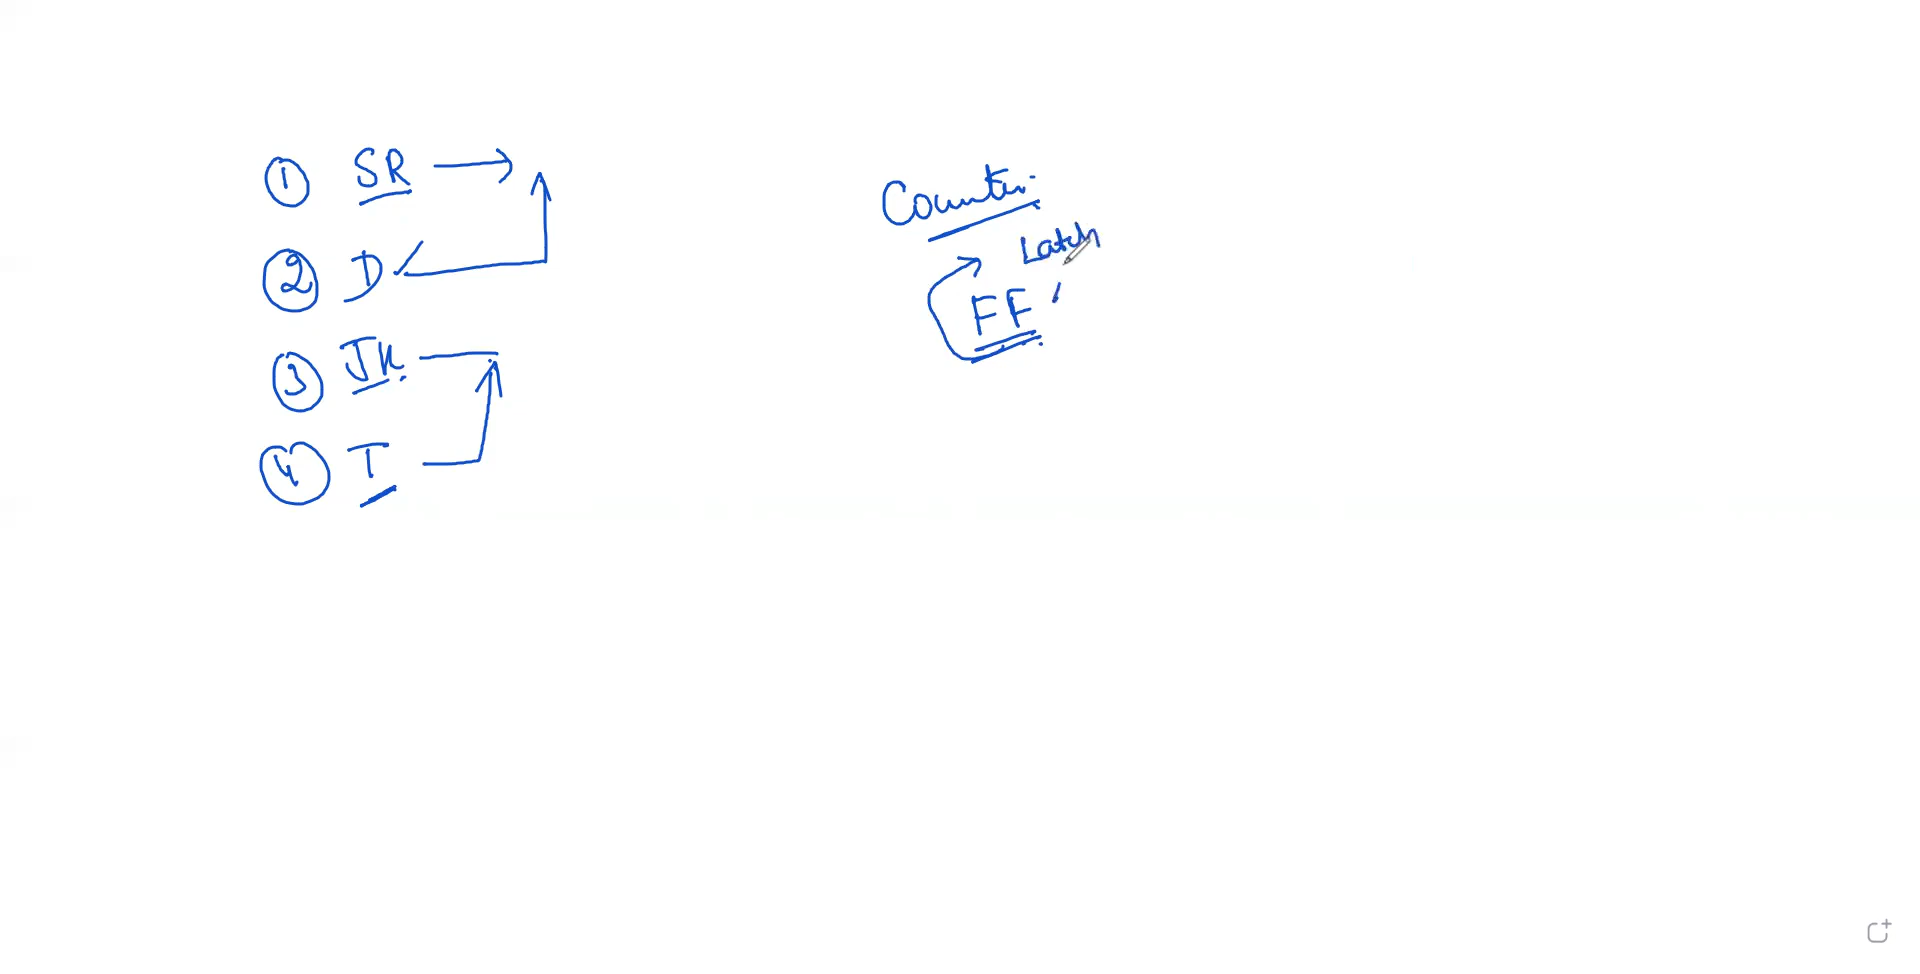 ① SR
② D
③ JK
④ T
Counter
Latch
FF